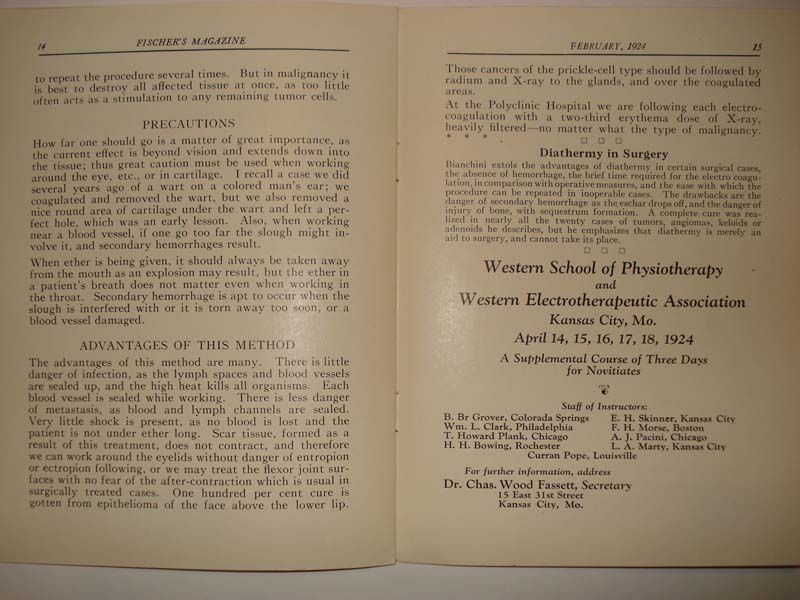 14
FISCHER'S MAGAZINE
to repeat the procedure several times. But in malignancy it
is best to destroy all affected tissue at once, as too little
often acts as a stimulation to any remaining tumor cells.
PRECAUTIONS
How far one should go is a matter of great importance, as
the current effect is beyond vision and extends down into
the tissue; thus great caution must be used when working
around the eye, etc., or in cartilage. I recall a case we did
several years ago of a wart on a colored man's ear; we
coagulated and removed the wart, but we also removed a
nice round area of cartilage under the wart and left a per-
fect hole, which was an early lesson. Also, when working
near a blood vessel, if one go too far the slough might in-
volve it, and secondary hemorrhages result.
When ether is being given, it should always be taken away
from the mouth as an explosion may result, but the ether in
a patient's breath does not matter even when working in
the throat. Secondary hemorrhage is apt to occur when the
slough is interfered with or it is torn away too soon, or a
blood vessel damaged.
ADVANTAGES OF THIS METHOD
The advantages of this method are many. There is little
danger of infection, as the lymph spaces and blood vessels
are sealed up, and the high heat kills all organisms. Each
blood vessel is sealed while working. There is less danger
of metastasis, as blood and lymph channels are sealed.
Very little shock is present, as no blood is lost and the
patient is not under ether long. Scar tissue, formed as a
result of this treatment, does not contract, and therefore
we can work around the eyelids without danger of entropion
or ectropion following, or we may treat the flexor joint sur-
faces with no fear of the after-contraction which is usual in
surgically treated cases. One hundred per cent cure is
gotten from epithelioma of the face above the lower lip.
FEBRUARY, 1924
15
Those cancers of the prickle-cell type should be followed by
radium and X-ray to the glands, and over the coagulated
areas.
At the Polyclinic Hospital we are following each electro-
coagulation with a two-third erythema dose of X-ray,
heavily filtered—no matter what the type of malignancy.
* * *
□ □ □
Diathermy in Surgery
Bianchini extols the advantages of diathermy in certain surgical cases,
the absence of hemorrhage, the brief time required for the electro coagu-
lation, in comparison with operative measures, and the ease with which the
procedure can be repeated in inoperable cases. The drawbacks are the
danger of secondary hemorrhage as the eschar drops off, and the danger of
injury of bone, with sequestrum formation. A complete cure was rea-
lized in nearly all the twenty cases of tumors, angiomas, keloids or
adenoids he describes, but he emphasizes that diathermy is merely an
aid to surgery, and cannot take its place.
□ □ □
Western School of Physiotherapy
and
Western Electrotherapeutic Association
Kansas City, Mo.
April 14, 15, 16, 17, 18, 1924
A Supplemental Course of Three Days
for Novitiates
Staff of Instructors:
B. Br Grover, Colorada Springs
E. H. Skinner, Kansas City
Wm. L. Clark, Philadelphia
F. H. Morse, Boston
T. Howard Plank, Chicago
A. J. Pacini, Chicago
H. H. Bowing, Rochester
L. A. Marty, Kansas City
Curran Pope, Louisville
For further information, address
Dr. Chas. Wood Fassett, Secretary
15 East 31st Street
Kansas City, Mo.